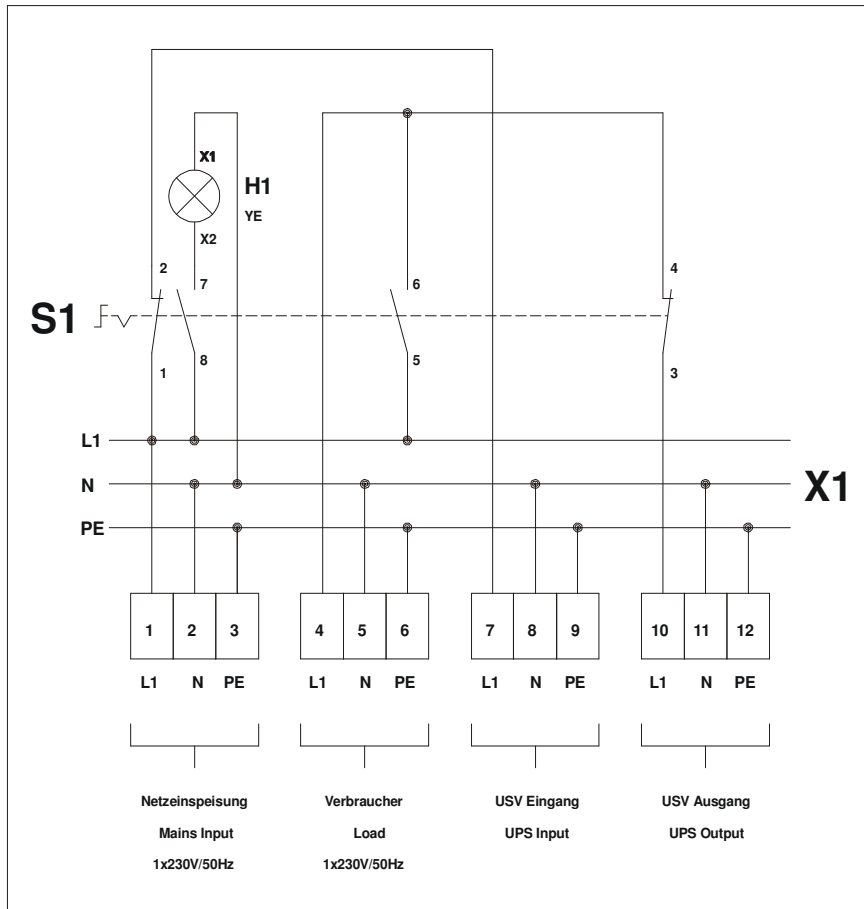 X1
H1
YE
X2
2
7
6
4
S1
1
8
5
3
L1
N
X1
PE
1 2 3 4 5 6 7 8 9 10 11 12
L1 N PE L1 N PE L1 N PE L1 N PE
Netzeinspeisung
Mains Input
1x230V/50Hz
Verbraucher
Load
1x230V/50Hz
USV Eingang
UPS Input
USV Ausgang
UPS Output